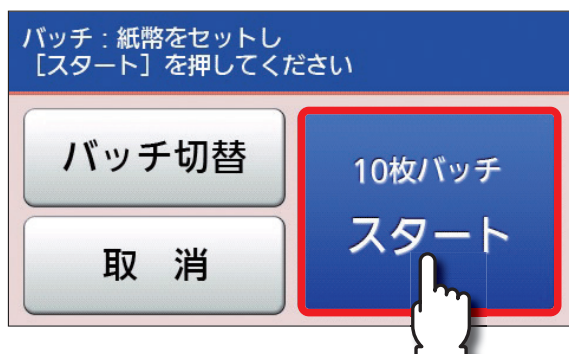 バッチ：紙幣をセットし
［スタート］を押してください
バッチ切替
10枚バッチ
スタート
取　消